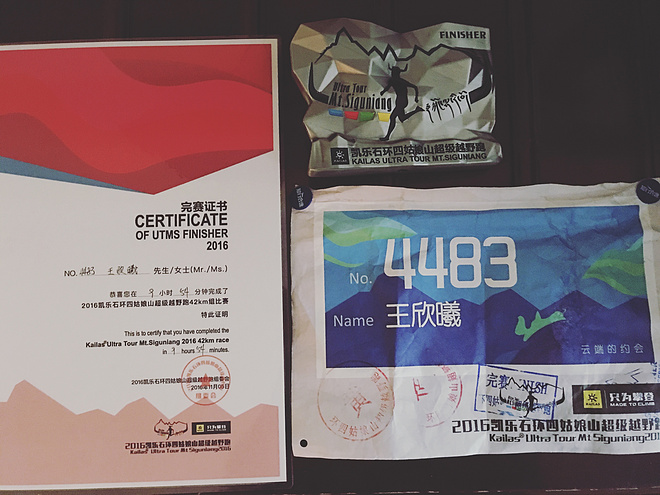 完赛证书
CERTIFICATE
OF UTMS FINISHER
2016
NO. 4483 王欣曦 先生/女士(Mr./Ms.)
恭喜您在 9 小时 54 分钟完成了
2016凯乐石环四姑娘山超级越野跑42km组比赛
特此证明
This is to certify that you have completed the
Kailas® Ultra Tour Mt.Siguniang 2016 42km race
in 9 hours 54 minutes.
2016凯乐石环四姑娘山超级越野跑组委会
2016年11月05日
只为攀登
2016凯乐石环四姑娘山超级越野跑
Kailas® Ultra Tour Mt.Siguniang2016
FINISHER
Ultra Tour
Mt.Siguniang
凯乐石环四姑娘山超级越野跑
KAILAS ULTRA TOUR MT.SIGUNIANG
No. 4483
Name 王欣曦
云端的约会
完赛
只为攀登
MADE TO CLIMB
2016凯乐石环四姑娘山超级越野
Kailas® Ultra Tour Mt.Siguniang201